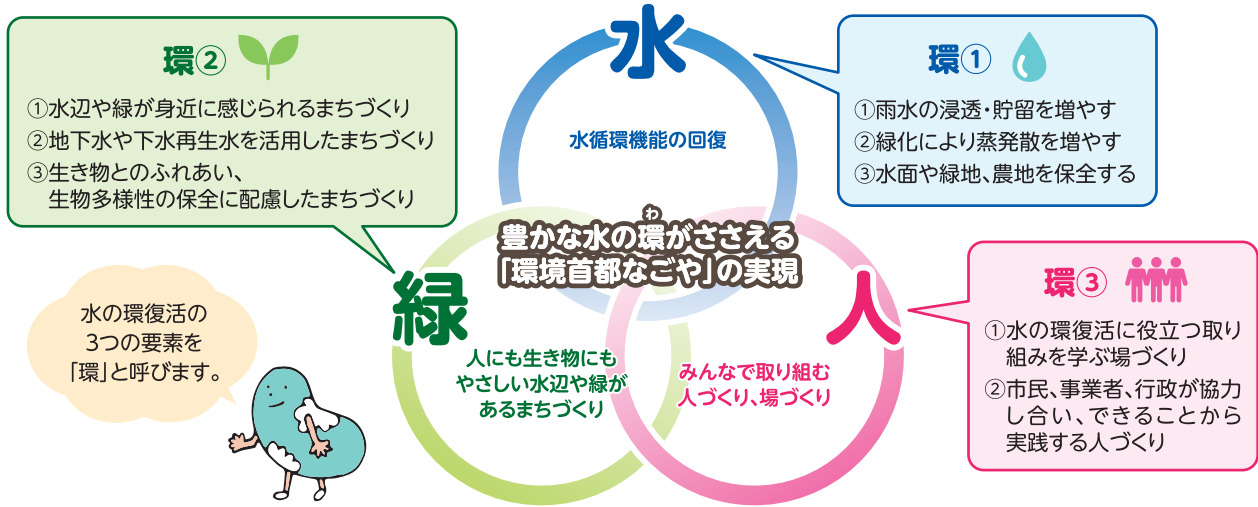 水
水循環機能の回復
環①
①雨水の浸透・貯留を増やす
②緑化により蒸発散を増やす
③水面や緑地、農地を保全する
環②
①水辺や緑が身近に感じられるまちづくり
②地下水や下水再生水を活用したまちづくり
③生き物とのふれあい、
生物多様性の保全に配慮したまちづくり
わ
豊かな水の環がささえる
「環境首都なごや」の実現
緑
人にも生き物にも
やさしい水辺や緑が
あるまちづくり
人
みんなで取り組む
人づくり、場づくり
環③
①水の環復活に役立つ取り
組みを学ぶ場づくり
②市民、事業者、行政が協力
し合い、できることから
実践する人づくり
水の環復活の
3つの要素を
「環」と呼びます。